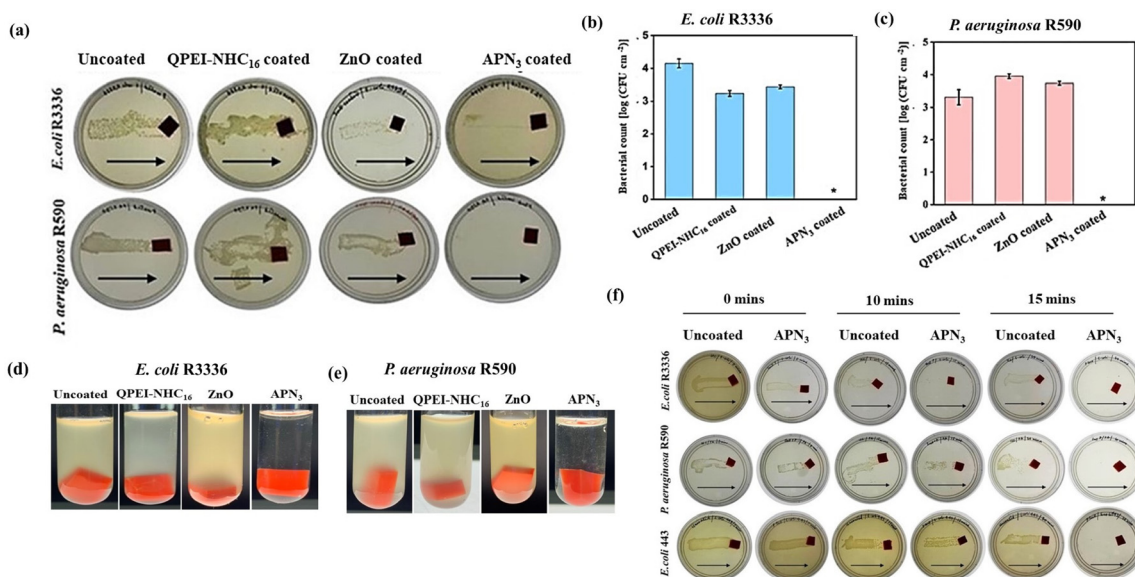 (a)
Uncoated QPEI-NHC₁₆ coated ZnO coated APN₃ coated
E.coli R3336
P. aeruginosa R590
(b)
E. coli R3336
Bacterial count [log (CFU cm⁻²)]
5
4
3
2
1
0
*
Uncoated
QPEI-NHC₁₆ coated
ZnO coated
APN₃ coated
(c)
P. aeruginosa R590
Bacterial count [log (CFU cm⁻²)]
5
4
3
2
1
0
*
Uncoated
QPEI-NHC₁₆ coated
ZnO coated
APN₃ coated
(d)
E. coli R3336
Uncoated QPEI-NHC₁₆ ZnO APN₃
(e)
P. aeruginosa R590
Uncoated QPEI-NHC₁₆ ZnO APN₃
(f)
0 mins 10 mins 15 mins
Uncoated APN₃ Uncoated APN₃ Uncoated APN₃
E.coli R3336
P. aeruginosa R590
E.coli 443